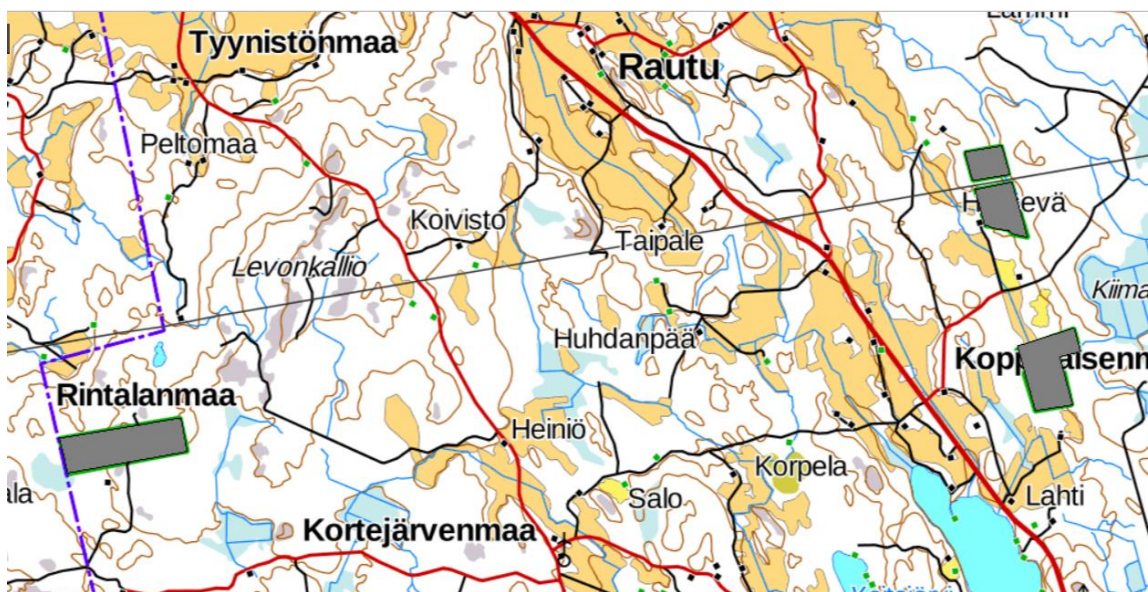 Tyynistönmaa
Rautu
Peltomaa
Koivisto
Taipale
Levonkallio
Huhdanpää
Rintalanmaa
Heiniö
Korpela
Salo
Lahti
Kortejärvenmaa